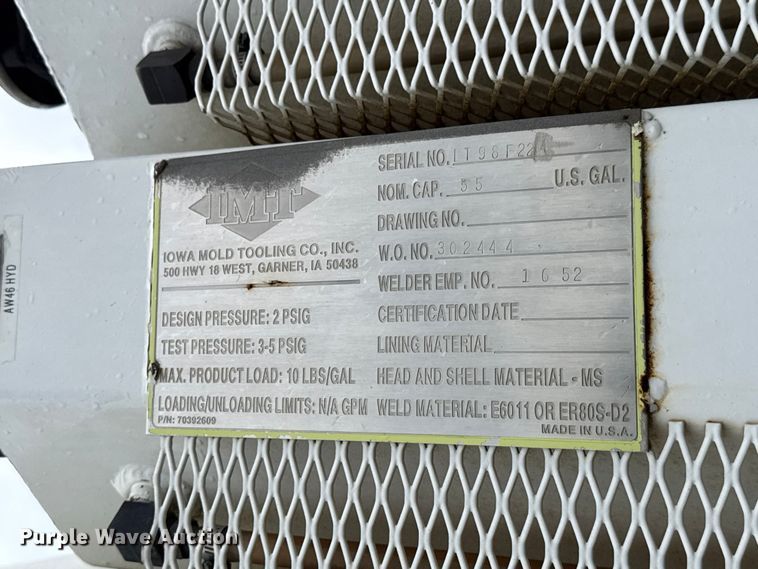 IMT
IOWA MOLD TOOLING CO., INC.
500 HWY 18 WEST, GARNER, IA 50438
DESIGN PRESSURE: 2 PSIG
TEST PRESSURE: 3-5 PSIG
MAX. PRODUCT LOAD: 10 LBS/GAL
LOADING/UNLOADING LIMITS: N/A GPM
P/N: 70392609
SERIAL NO.
NOM. CAP. 55 U.S. GAL.
DRAWING NO.
W.O. NO. 302444
WELDER EMP. NO. 1652
CERTIFICATION DATE
LINING MATERIAL
HEAD AND SHELL MATERIAL - MS
WELD MATERIAL: E6011 OR ER80S-D2
MADE IN U.S.A.
AW46 HYD
Purple Wave Auction